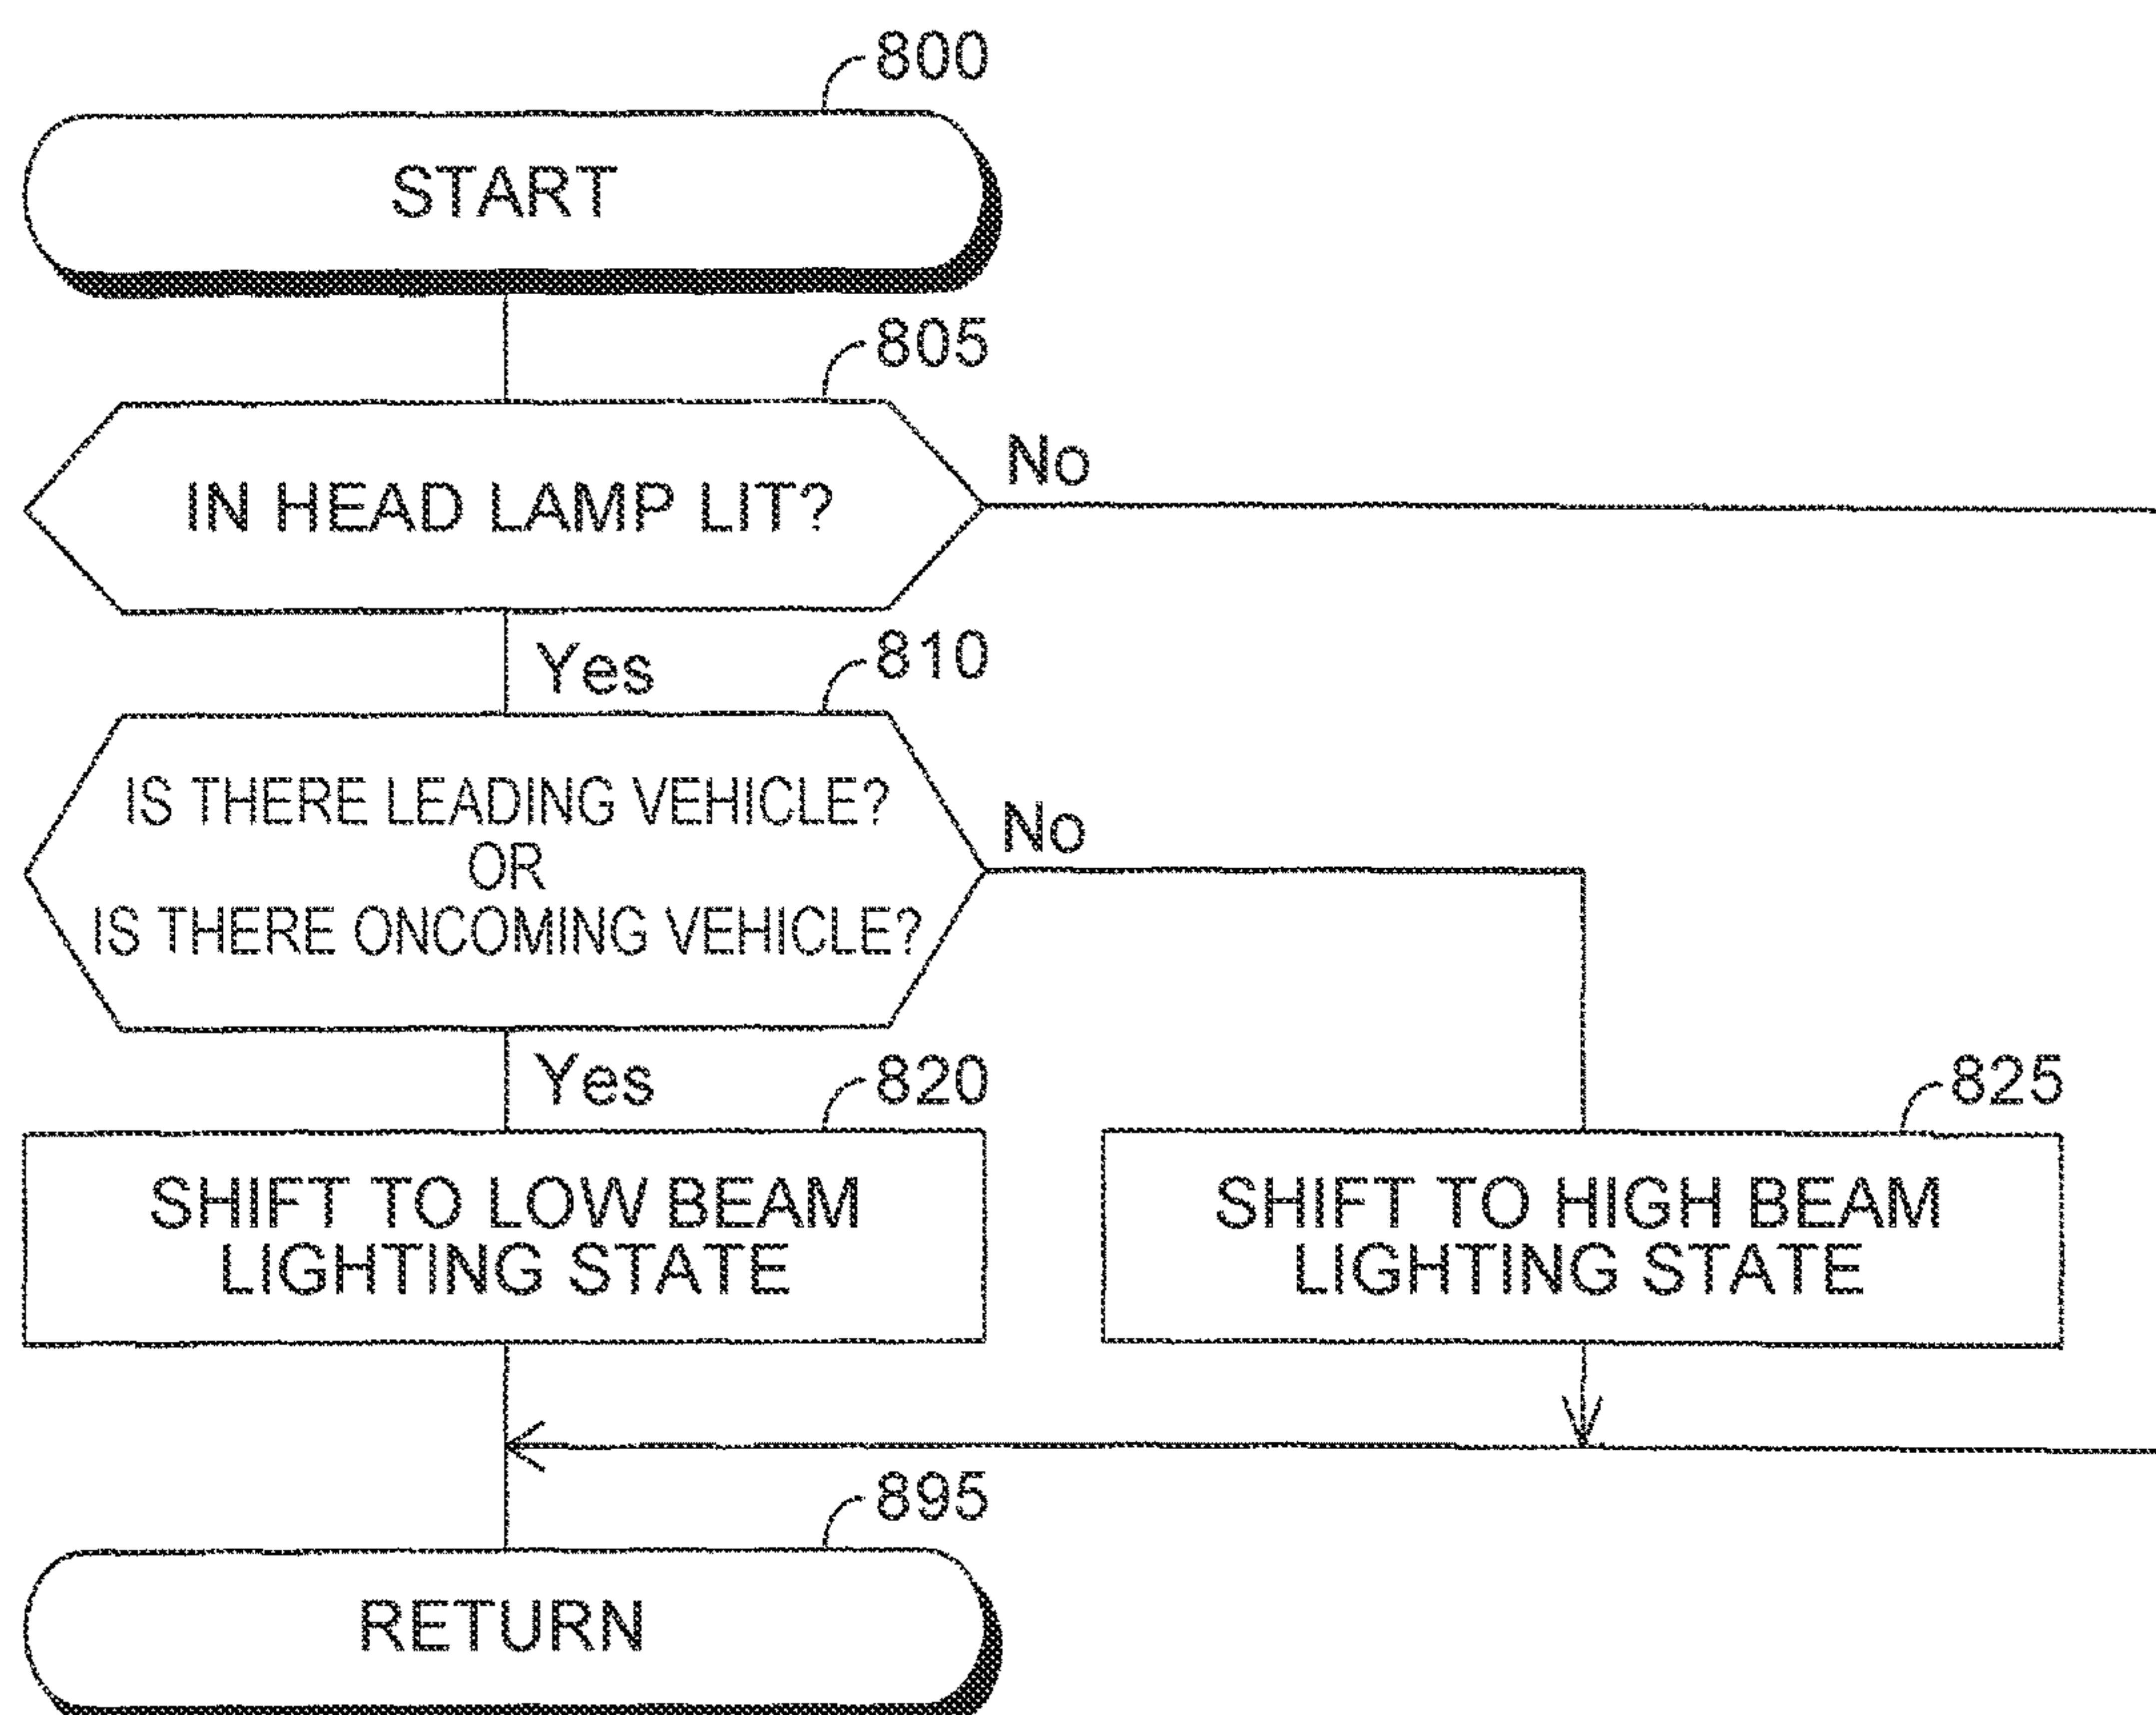 800
START
805
IN HEAD LAMP LIT?
No
Yes
810
IS THERE LEADING VEHICLE?
OR
IS THERE ONCOMING VEHICLE?
No
Yes
820
SHIFT TO LOW BEAM
LIGHTING STATE
825
SHIFT TO HIGH BEAM
LIGHTING STATE
895
RETURN